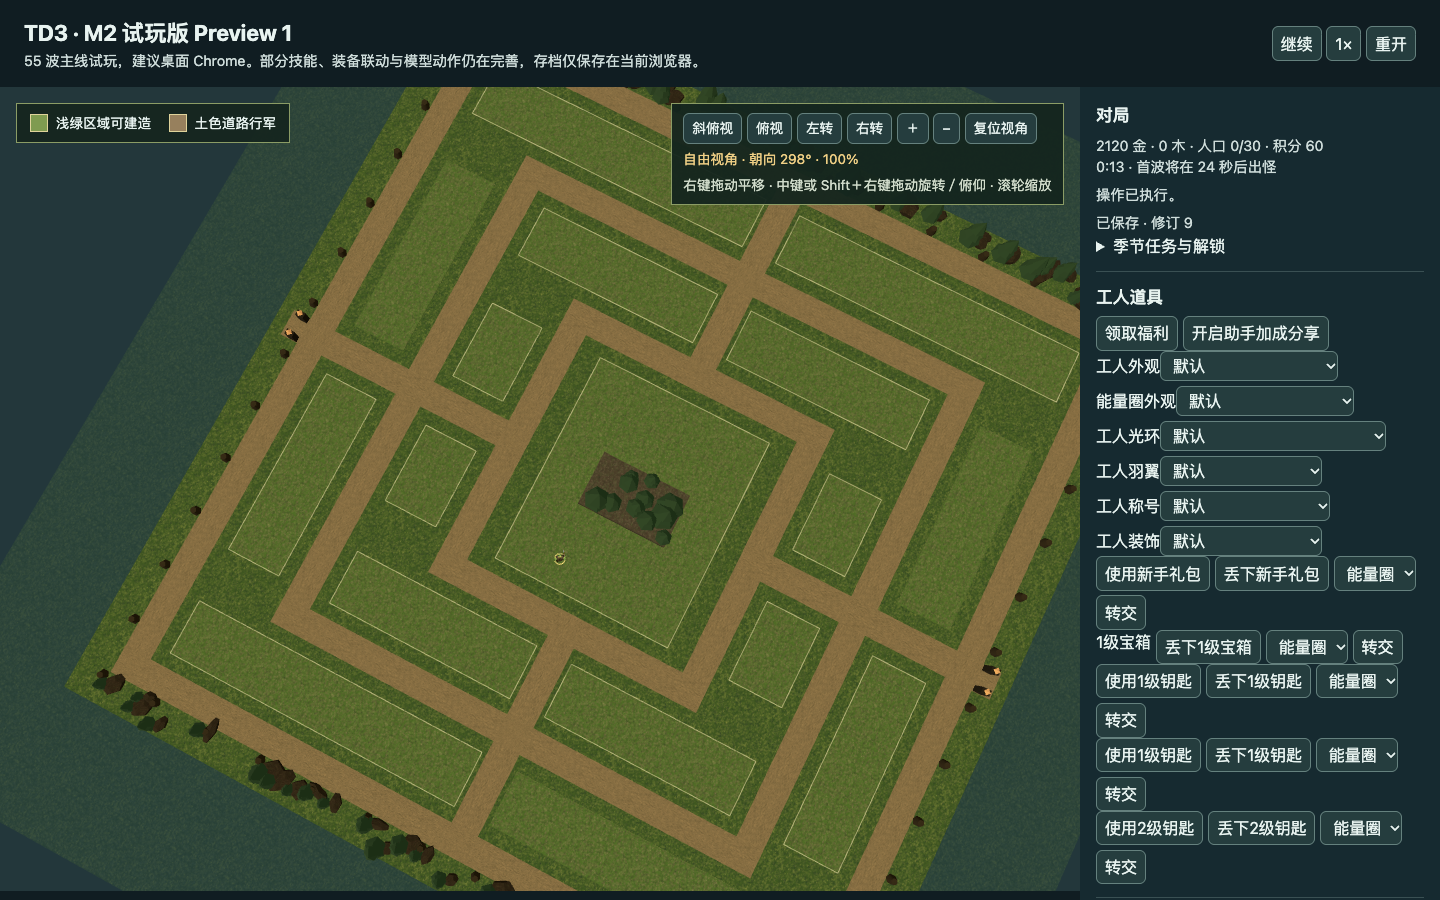 TD3 · M2 试玩版 Preview 1
55 波主线试玩，建议桌面 Chrome。部分技能、装备联动与模型动作仍在完善，存档仅保存在当前浏览器。
继续 1× 重开
浅绿区域可建造 土色道路行军
斜俯视 俯视 左转 右转 + − 复位视角
自由视角 · 朝向 298° · 100%
右键拖动平移 · 中键或 Shift＋右键拖动旋转 / 俯仰 · 滚轮缩放
对局
2120 金 · 0 木 · 人口 0/30 · 积分 60
0:13 · 首波将在 24 秒后出怪
操作已执行。
已保存 · 修订 9
季节任务与解锁
工人道具
领取福利 开启助手加成分享
工人外观 默认
能量圈外观 默认
工人光环 默认
工人羽翼 默认
工人称号 默认
工人装饰 默认
使用新手礼包 丢下新手礼包 能量圈
转交
1级宝箱 丢下1级宝箱 能量圈 转交
使用1级钥匙 丢下1级钥匙 能量圈
转交
使用1级钥匙 丢下1级钥匙 能量圈
转交
使用2级钥匙 丢下2级钥匙 能量圈
转交